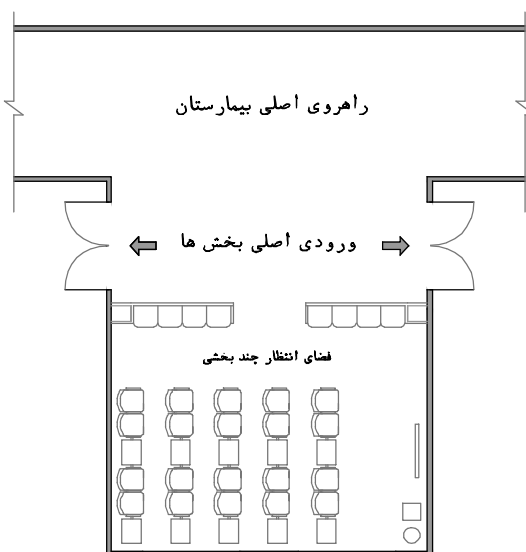 راهروی اصلی بیمارستان
ورودی اصلی بخش ها
فضای انتظار چند بخشی